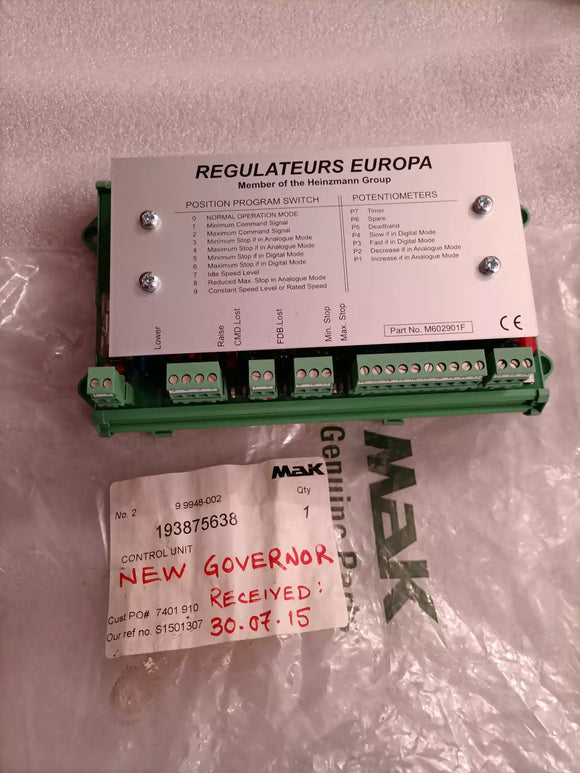 REGULATEURS EUROPA
Member of the Heinzmann Group
POSITION PROGRAM SWITCH
0 NORMAL OPERATION MODE
1 Minimum Command Signal
2 Maximum Command Signal
3 Minimum Stop if in Analogue Mode
4 Maximum Stop if in Analogue Mode
5 Minimum Stop if in Digital Mode
6 Maximum Stop if in Digital Mode
7 Idle Speed Level
8 Reduced Max. Stop in Analogue Mode
9 Constant Speed Level or Rated Speed
POTENTIOMETERS
P7 Timer
P6 Spare
P5 Deadband
P4 Slow if in Digital Mode
P3 Fast if in Digital Mode
P2 Decrease if in Analogue Mode
P1 Increase if in Analogue Mode
Lower
Raise
CMD.Lost
FDB.Lost
Min. Stop
Max. Stop
Part No. M602901F
CE
MaK
Genuine Parts
MaK
No. 2
9.9948-002
Qty
193875638
1
CONTROL UNIT
NEW GOVERNOR
Cust PO# 7401 910
RECEIVED:
Our ref no. S1501307
30.07.15